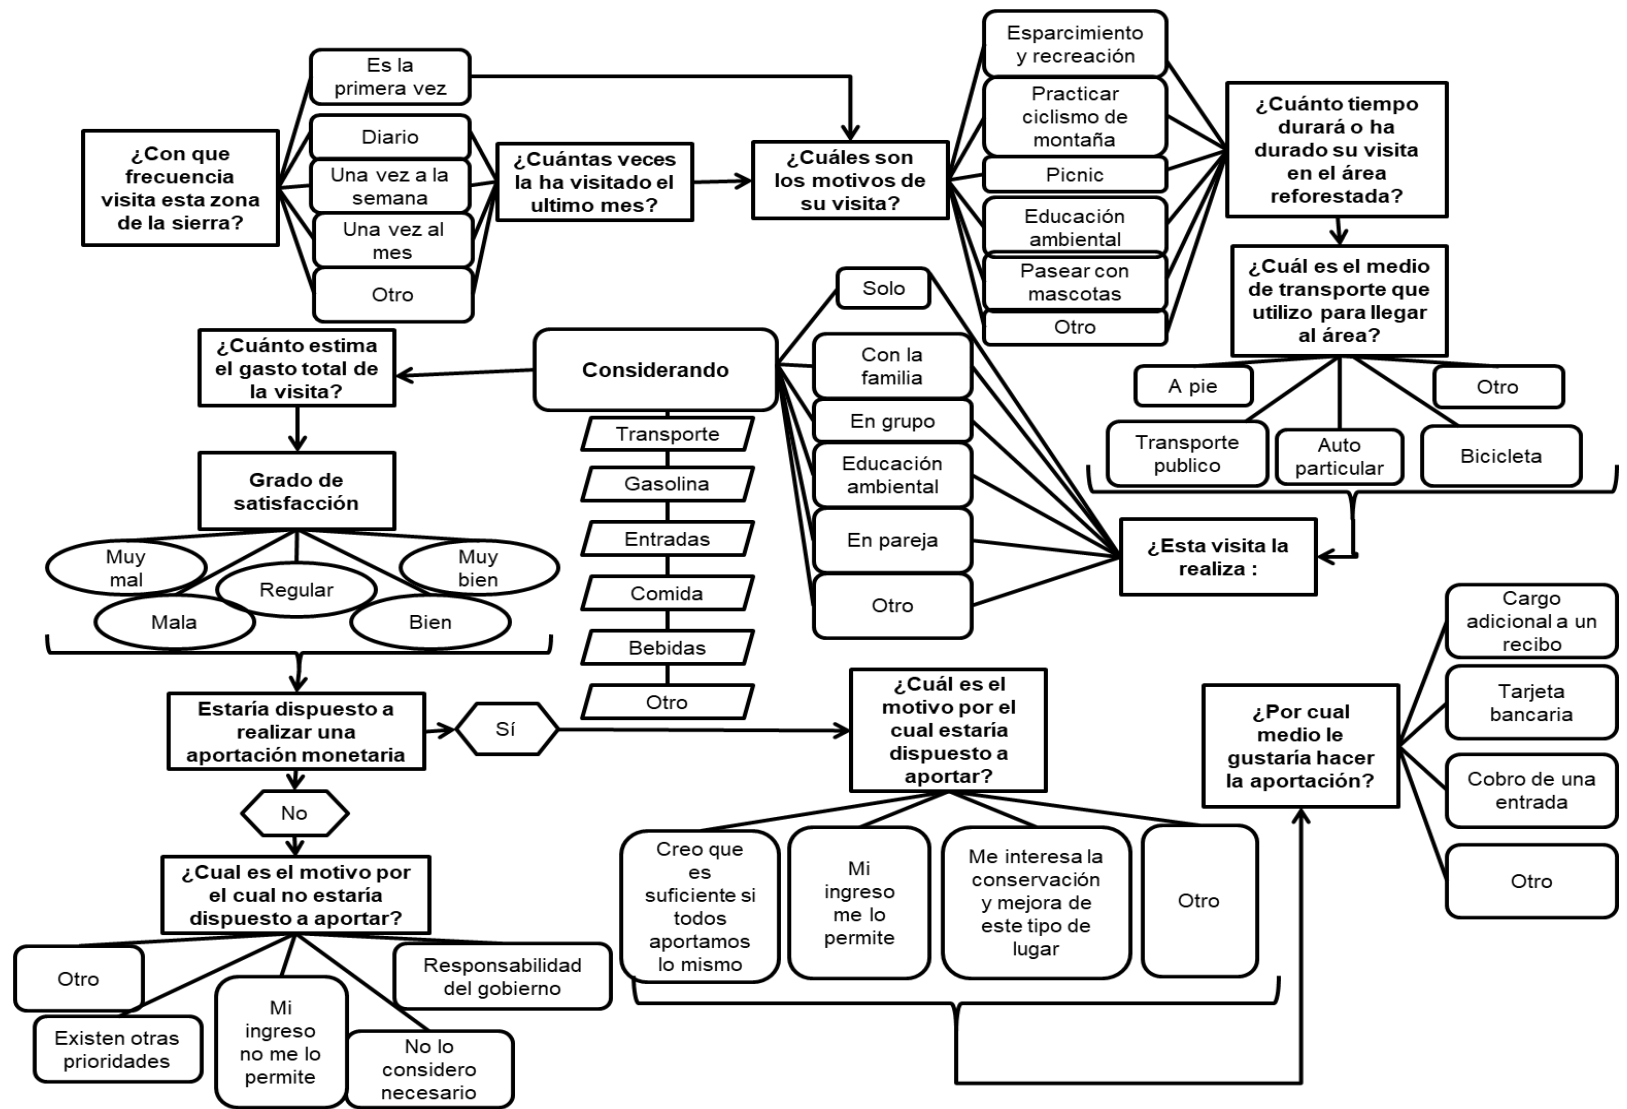 ¿Con que
frecuencia
visita esta zona
de la sierra?
Es la
primera vez
Diario
Una vez a la
semana
Una vez al
mes
Otro
¿Cuántas veces
la ha visitado el
ultimo mes?
¿Cuáles son
los motivos de
su visita?
Esparcimiento
y recreación
Practicar
ciclismo de
montaña
Picnic
Educación
ambiental
Pasear con
mascotas
Otro
¿Cuánto tiempo
durará o ha
durado su visita
en el área
reforestada?
¿Cuál es el medio
de transporte que
utilizo para llegar
al área?
A pie
Otro
Transporte
publico
Auto
particular
Bicicleta
¿Esta visita la
realiza :
Solo
Con la
familia
En grupo
Educación
ambiental
En pareja
Otro
Considerando
Transporte
Gasolina
Entradas
Comida
Bebidas
Otro
¿Cuánto estima
el gasto total de
la visita?
Grado de
satisfacción
Muy
mal
Mala
Regular
Bien
Muy
bien
Estaría dispuesto a
realizar una
aportación monetaria
Sí
No
¿Cual es el motivo por
el cual no estaría
dispuesto a aportar?
Otro
Existen otras
prioridades
Mi
ingreso
no me lo
permite
No lo
considero
necesario
Responsabilidad
del gobierno
¿Cuál es el
motivo por el
cual estaría
dispuesto a
aportar?
Creo que
es
suficiente si
todos
aportamos
lo mismo
Mi
ingreso
me lo
permite
Me interesa la
conservación
y mejora de
este tipo de
lugar
Otro
¿Por cual
medio le
gustaría hacer
la aportación?
Cargo
adicional a un
recibo
Tarjeta
bancaria
Cobro de una
entrada
Otro